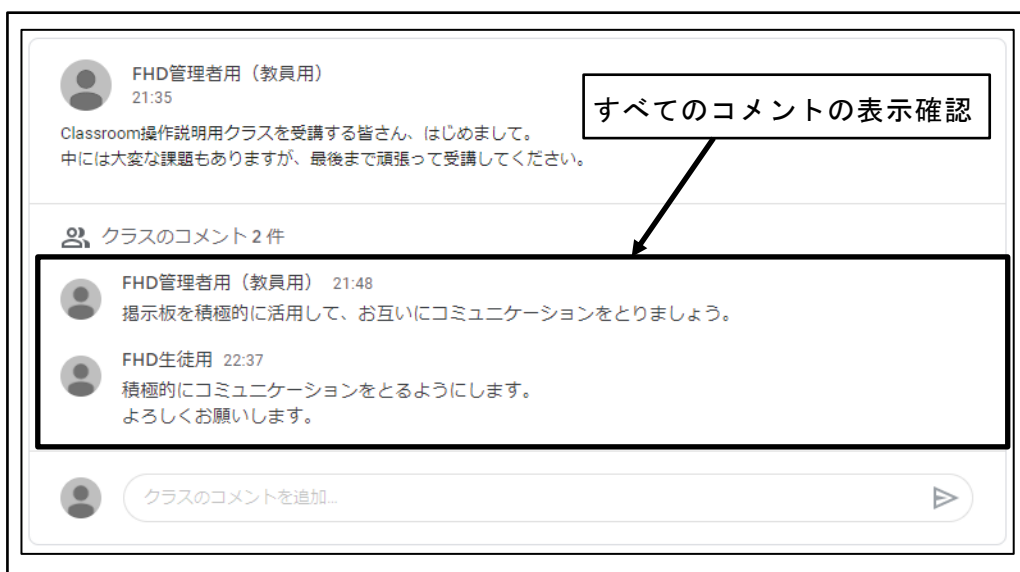 FHD管理者用（教員用）
21:35
すべてのコメントの表示確認
Classroom操作説明用クラスを受講する皆さん、はじめまして。
中には大変な課題もありますが、最後まで頑張って受講してください。
クラスのコメント 2 件
FHD管理者用（教員用） 21:48
掲示板を積極的に活用して、お互いにコミュニケーションをとりましょう。
FHD生徒用 22:37
積極的にコミュニケーションをとるようにします。
よろしくお願いします。
クラスのコメントを追加...